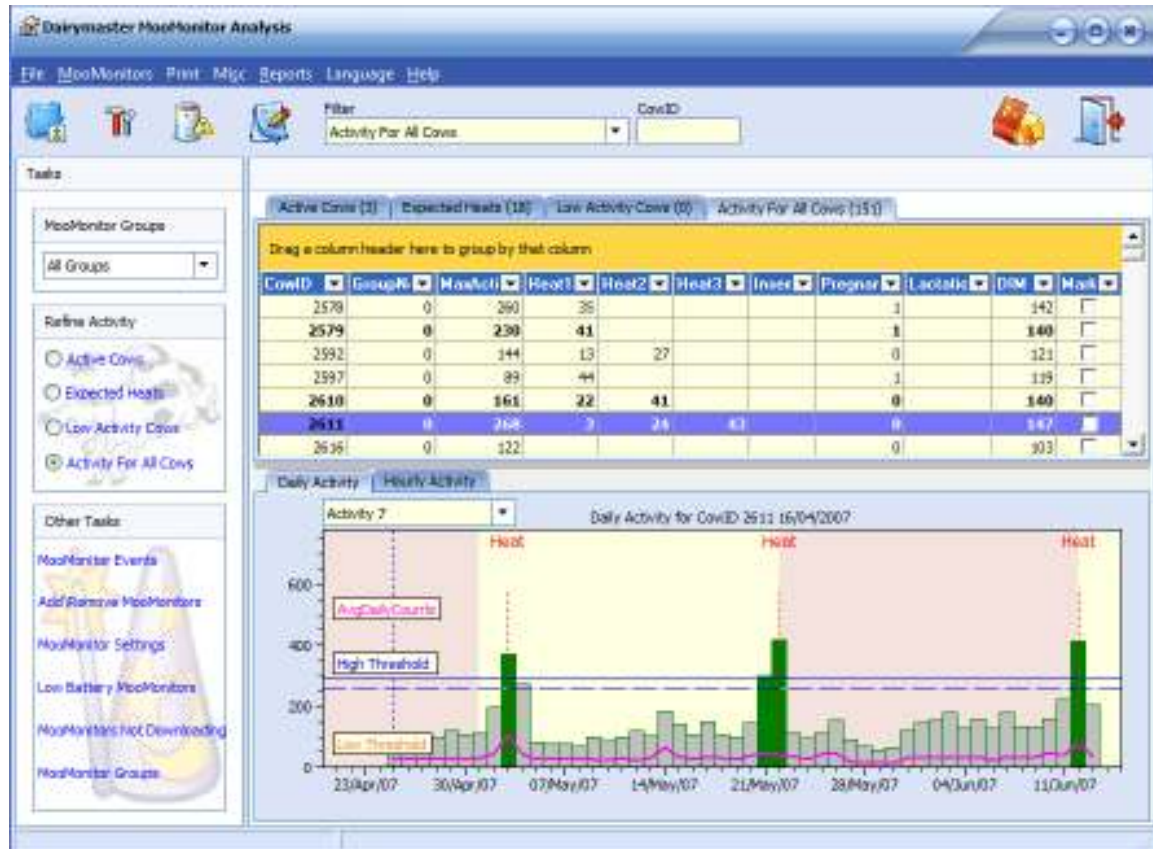 Dairymaster MooMonitor Analysis
File MooMonitors Print Misc Reports Language Help
Filter CowID
Activity For All Cows
Tasks
MooMonitor Groups
All Groups
Refine Activity
Active Cows
Expected Heats
Low Activity Cows
Activity For All Cows
Other Tasks
MooMonitor Events
Add/Remove MooMonitors
MooMonitor Settings
Low Battery MooMonitors
MooMonitors Not Downloading
MooMonitor Groups
Active Cows (3) Expected Heats (18) Low Activity Cows (0) Activity For All Cows (151)
Drag a column header here to group by that column
CowID GroupN MaxActi Heat1 Heat2 Heat3 Inser Pregnar Lactatio DIM Mark
2578 0 260 35 1 142
2579 0 230 41 1 140
2592 0 144 13 27 0 121
2597 0 89 44 1 119
2610 0 161 22 41 0 140
2611 0 268 3 24 43 0 147
2616 0 122 0 103
Daily Activity Hourly Activity
Activity 7
Daily Activity for CowID 2611 16/04/2007
Heat Heat Heat
600
AvgDailyCounts
400
High Threshold
200
Low Threshold
0
23/Apr/07 30/Apr/07 07/May/07 14/May/07 21/May/07 28/May/07 04/Jun/07 11/Jun/07